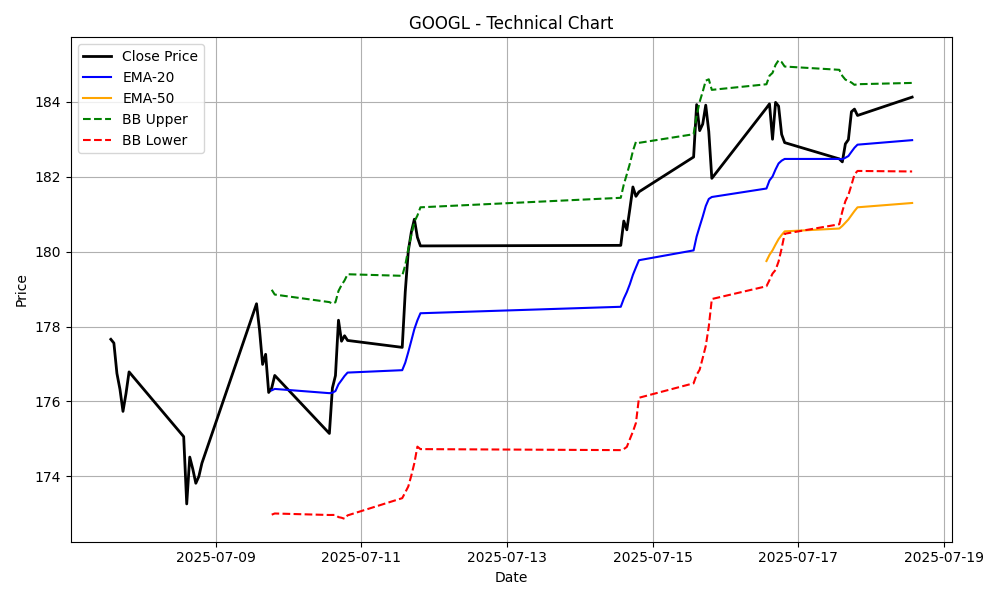 GOOGL - Technical Chart
Close Price
EMA-20
EMA-50
BB Upper
BB Lower
184
182
180
178
176
174
Price
2025-07-09
2025-07-11
2025-07-13
2025-07-15
2025-07-17
2025-07-19
Date